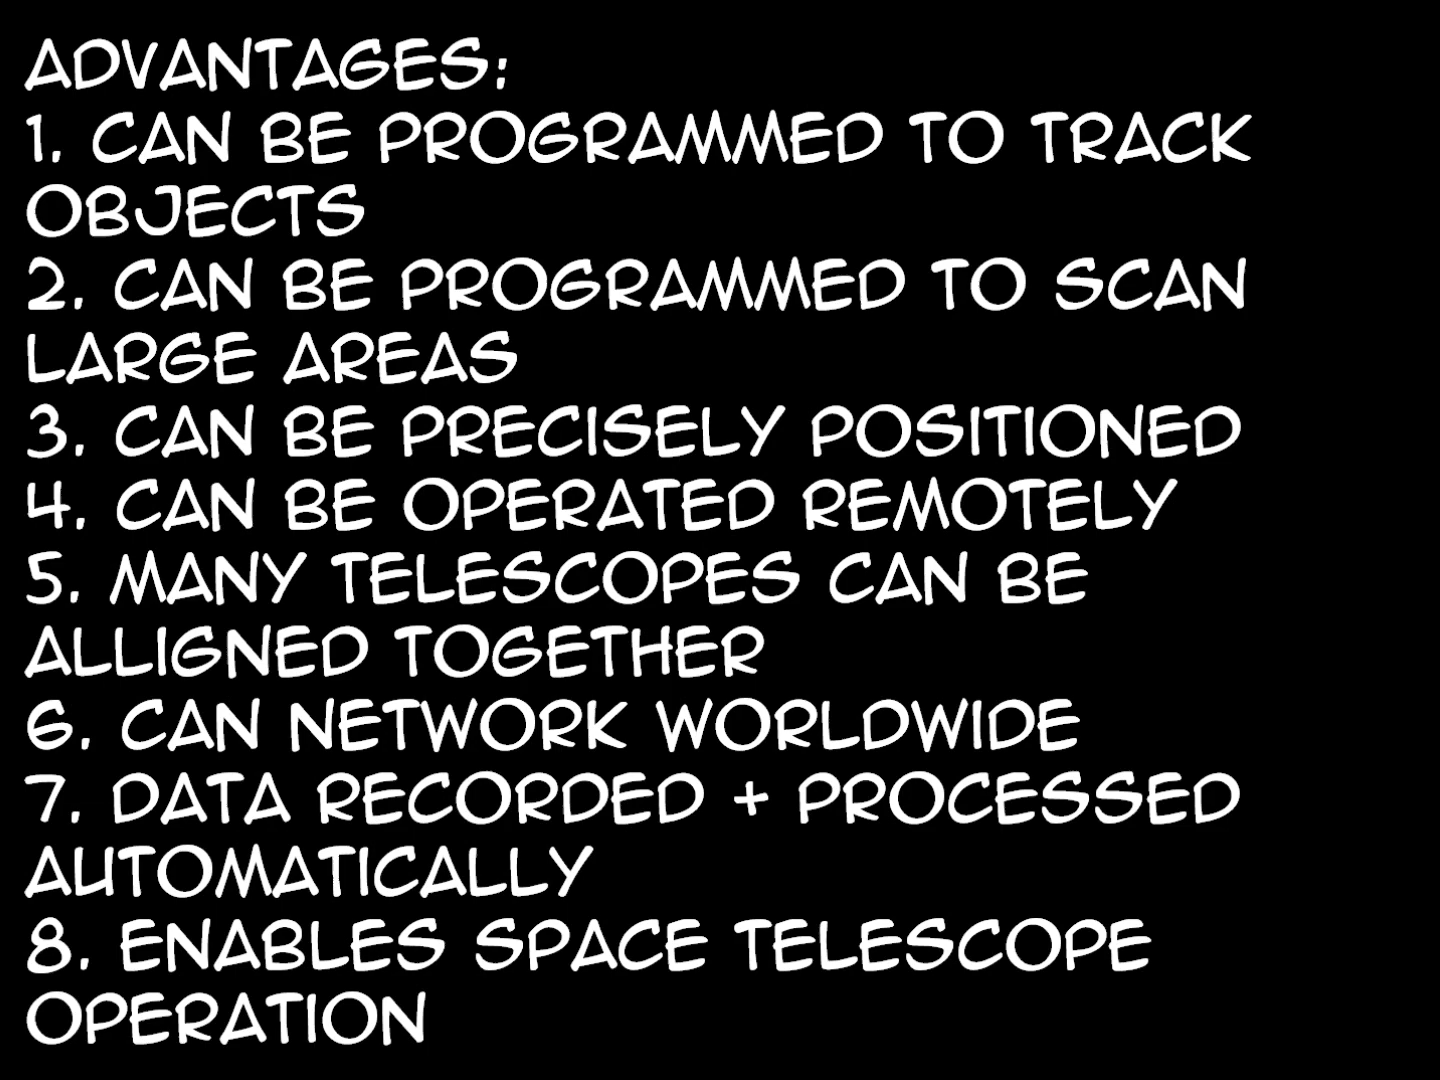 ADVANTAGES:
1. CAN BE PROGRAMMED TO TRACK
OBJECTS
2. CAN BE PROGRAMMED TO SCAN
LARGE AREAS
3. CAN BE PRECISELY POSITIONED
4. CAN BE OPERATED REMOTELY
5. MANY TELESCOPES CAN BE
ALLIGNED TOGETHER
6. CAN NETWORK WORLDWIDE
7. DATA RECORDED + PROCESSED
AUTOMATICALLY
8. ENABLES SPACE TELESCOPE
OPERATION